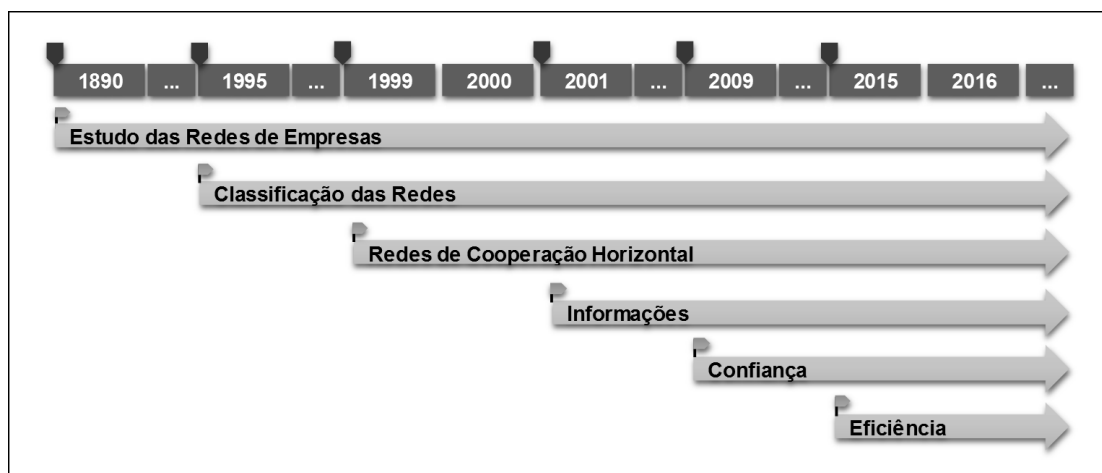 1890 ... 1995 ... 1999 2000 2001 ... 2009 ... 2015 2016 ...
Estudo das Redes de Empresas
Classificação das Redes
Redes de Cooperação Horizontal
Informações
Confiança
Eficiência